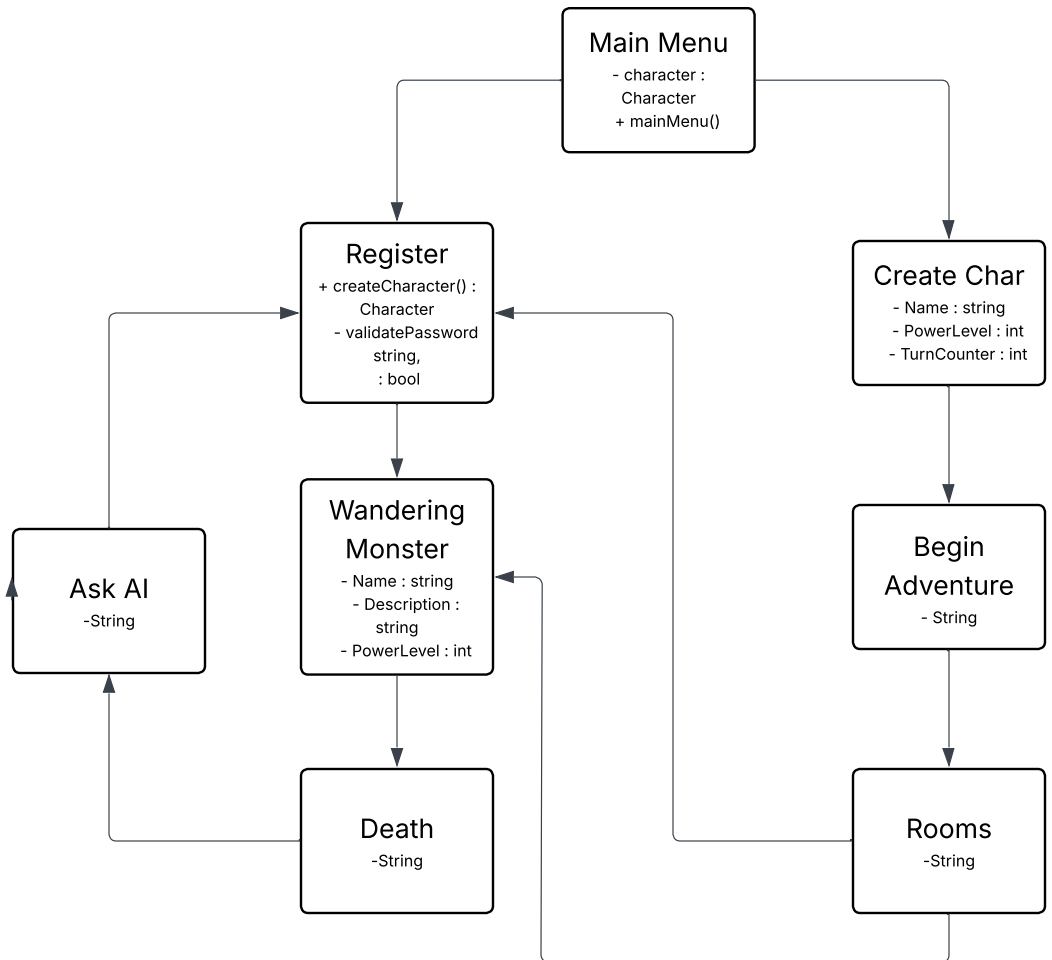 Main Menu
- character :
Character
+ mainMenu()
Register
+ createCharacter() :
Character
- validatePassword
string,
: bool
Create Char
- Name : string
- PowerLevel : int
- TurnCounter : int
Wandering
Monster
- Name : string
- Description :
string
- PowerLevel : int
Ask AI
-String
Begin
Adventure
- String
Death
-String
Rooms
-String